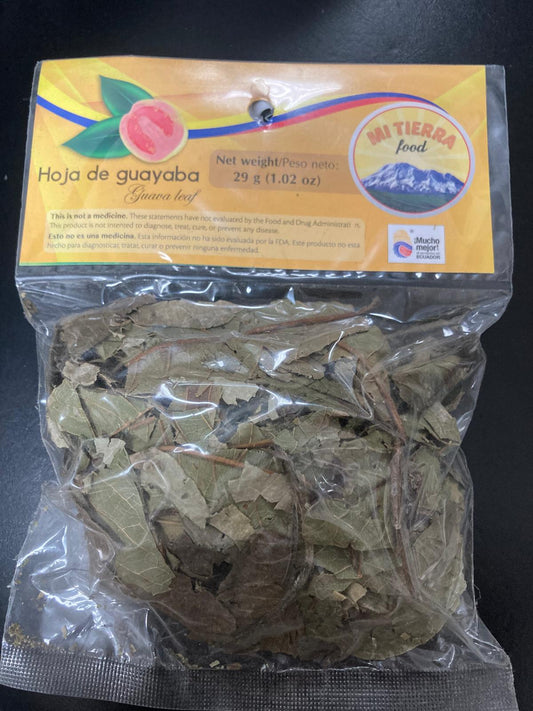 MI TIERRA
food
Hoja de guayaba
Guava leaf
Net weight/Peso neto:
29 g (1.02 oz)
This is not a medicine. These statements have not evaluated by the Food and Drug Administrati n.
This product is not intended to diagnose, treat, cure, or prevent any disease.
Esto no es una medicina. Esta información no ha sido evaluada por la FDA. Este producto no esta
hecho para diagnosticar, tratar, curar o prevenir ninguna enfermedad.
¡Mucho
mejor!
ECUADOR